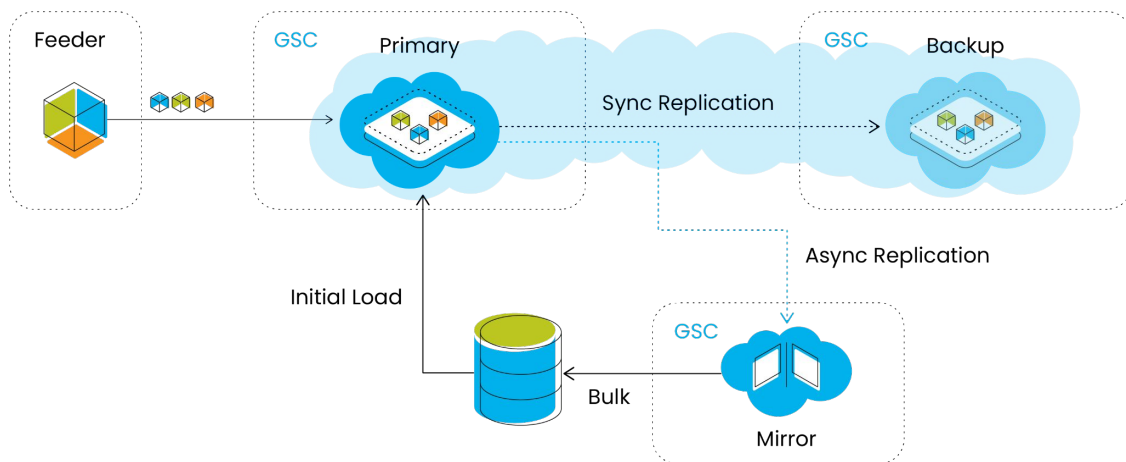 Feeder
GSC
Primary
GSC
Backup
Sync Replication
Async Replication
Initial Load
GSC
Bulk
Mirror